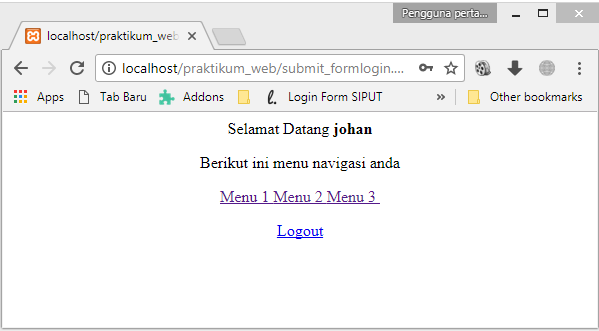 Pengguna perta...
localhost/praktikum_web
localhost/praktikum_web/submit_formlogin....
Apps Tab Baru Addons Login Form SIPUT » Other bookmarks
Selamat Datang johan
Berikut ini menu navigasi anda
Menu 1 Menu 2 Menu 3
Logout